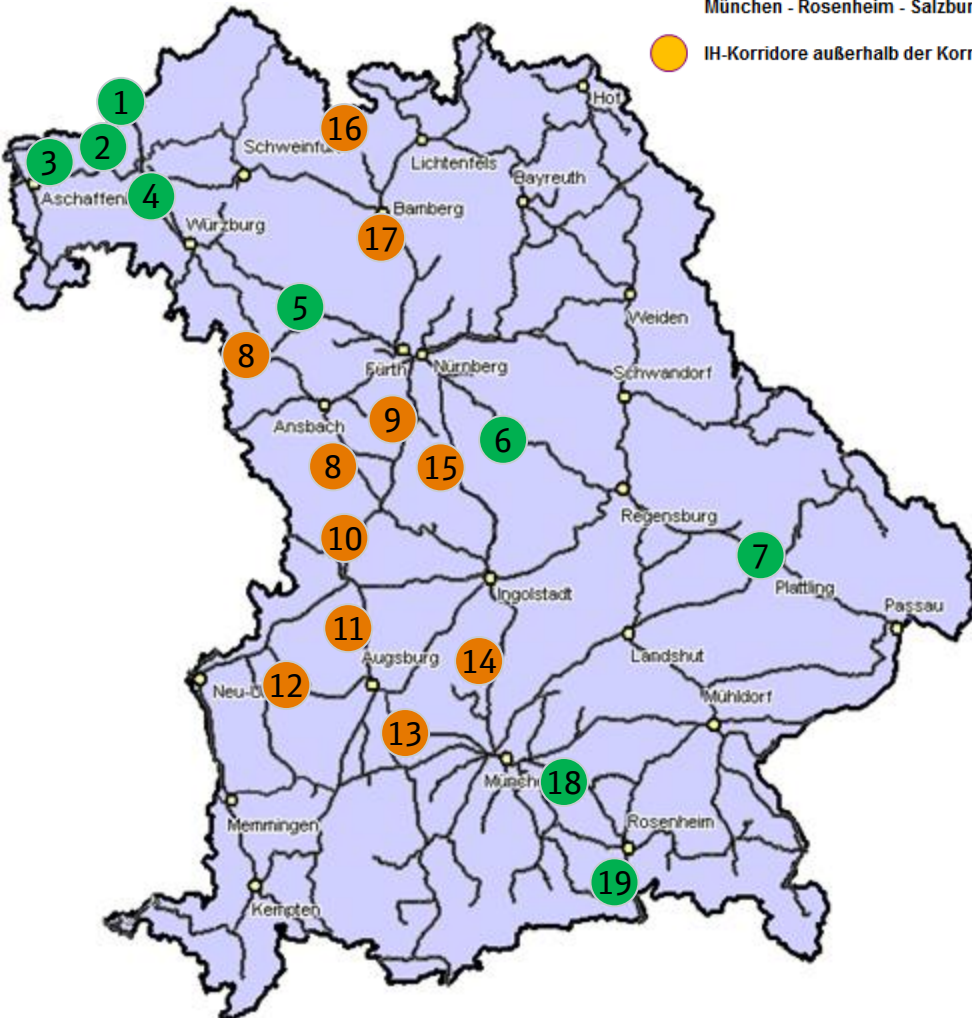 München - Rosenheim - Salzbur
IH-Korridore außerhalb der Korr
1
Hof
16
2
Schweinfu
3
Lichtenfels
Bayreuth
Aschaffen
4
Bamberg
Würzburg
17
5
Weiden
8
Fürth
Nürnberg
Schwandorf
9
Ansbach
6
8
15
Regensburg
10
7
Plattling
Ingolstadt
Passau
11
Augsburg
14
Landshut
Neu-U
12
Mühldorf
13
Münche
18
Memmingen
Rosenheim
19
Kempten